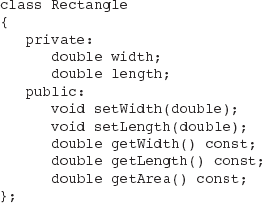 class Rectangle
{
   private:
      double width;
      double length;
   public:
      void setWidth(double);
      void setLength(double);
      double getWidth() const;
      double getLength() const;
      double getArea() const;
};